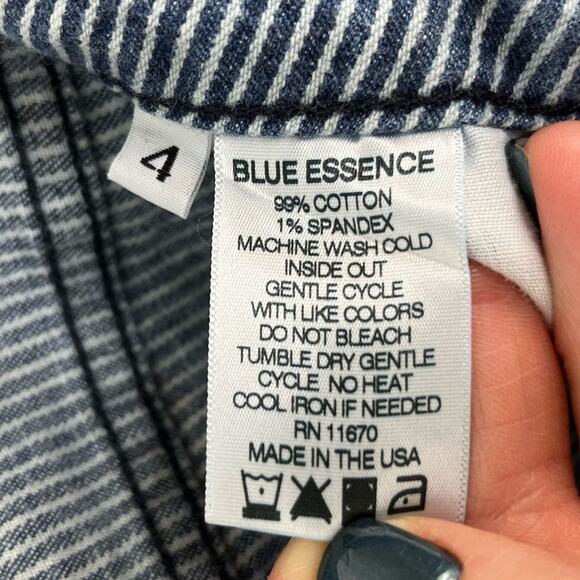 4
BLUE ESSENCE
99% COTTON
1% SPANDEX
MACHINE WASH COLD
INSIDE OUT
GENTLE CYCLE
WITH LIKE COLORS
DO NOT BLEACH
TUMBLE DRY GENTLE
CYCLE NO HEAT
COOL IRON IF NEEDED
RN 11670
MADE IN THE USA